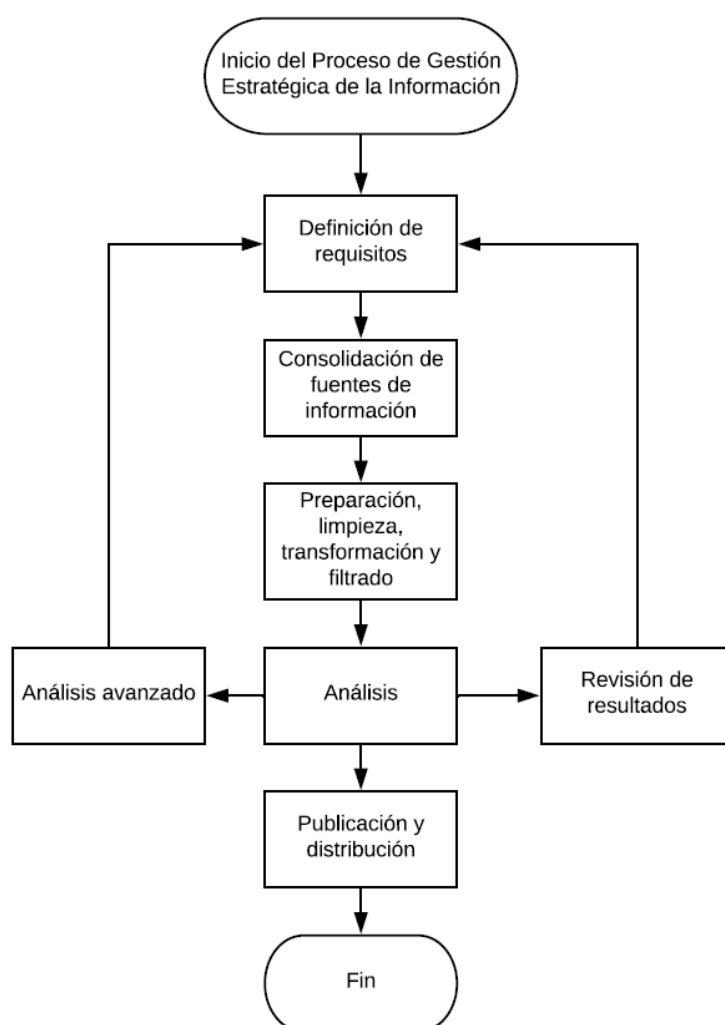 Inicio del Proceso de Gestión
Estratégica de la Información
Definición de
requisitos
Consolidación de
fuentes de
información
Preparación,
limpieza,
transformación y
filtrado
Análisis avanzado
Análisis
Revisión de
resultados
Publicación y
distribución
Fin